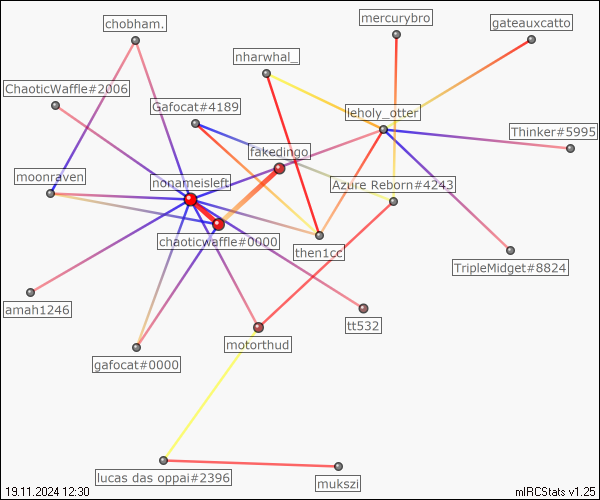 chobham.
mercurybro
gateauxcatto
nharwhal_
ChaoticWaffle#2006
Gafocat#4189
leholy_otter
Thinker#5995
fakedingo
moonraven
nonameisleft
Azure Reborn#4243
chaoticwaffle#0000
then1cc
TripleMidget#8824
amah1246
tt532
motorthud
gafocat#0000
lucas das oppai#2396
mukszi
19.11.2024 12:30
mIRCStats v1.25